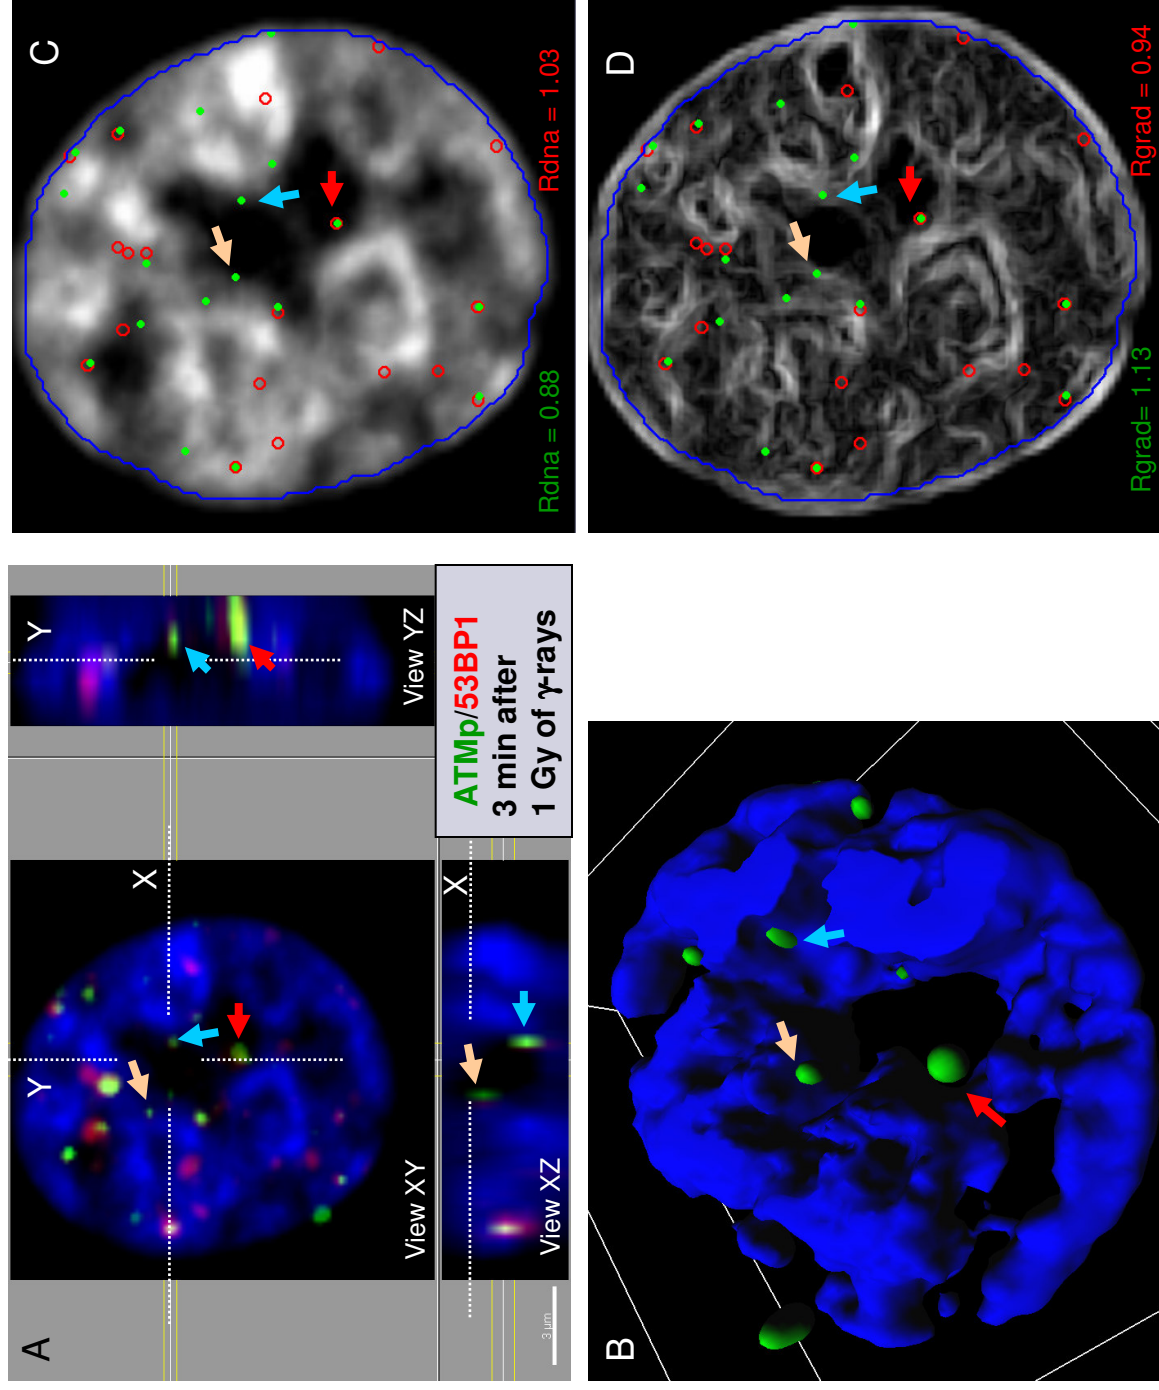 A
Y
X
View XY
Y
View YZ
X
View XZ
3 µm
ATMp/53BP1
3 min after
1 Gy of γ-rays
B
C
Rdna = 0.88
Rdna = 1.03
D
Rgrad= 1.13
Rgrad = 0.94